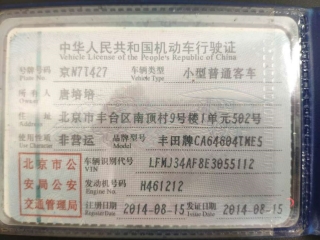 中华人民共和国机动车行驶证
Vehicle License of the People's Republic of China
号牌号码 京N7I427 车辆类型 小型普通客车
Plate No. Vehicle Type
所有人 唐培琀
住址 北京市丰台区南顶村9号楼1单元502号
使用性质 非营运 品牌型号 丰田牌CA64604TME5
北京市公 车辆识别代号 LFMJ34AF8E3055112
VIN
安局公安 发动机号码 H461212
Engine No.
交通管理局 注册日期 2014-08-15 发证日期 2014-08-15
Register Date Issue Date